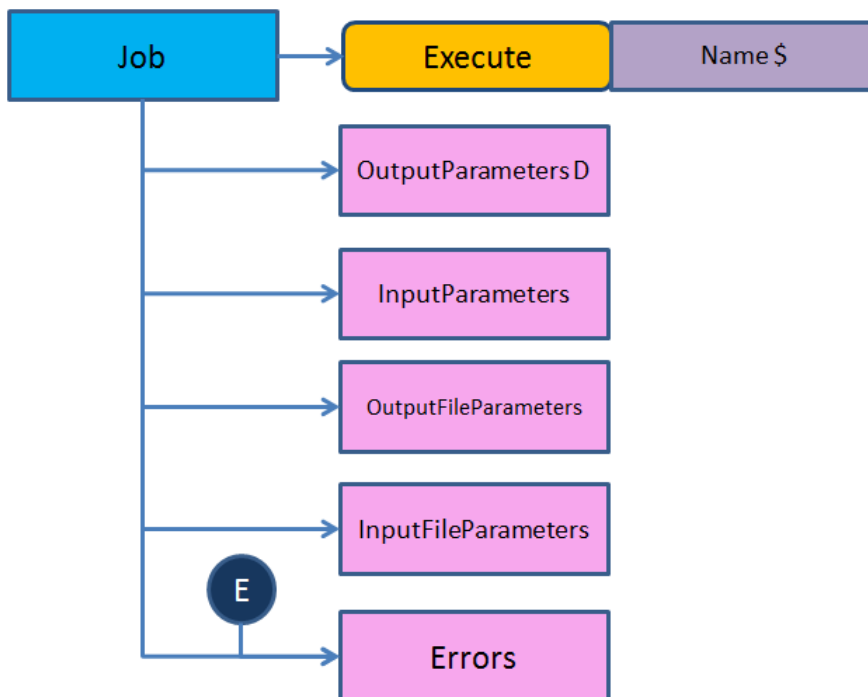 Job
Execute
Name $
OutputParameters D
InputParameters
OutputFileParameters
InputFileParameters
E
Errors